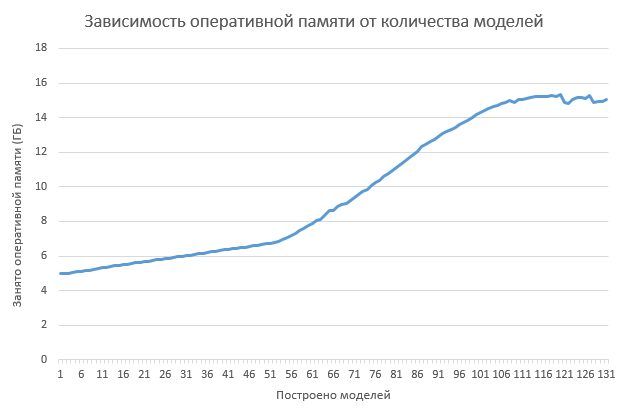 Зависимость оперативной памяти от количества моделей
18
16
14
12
10
8
6
4
2
0
Занято оперативной памяти (ГБ)
1 6 11 16 21 26 31 36 41 46 51 56 61 66 71 76 81 86 91 96 101 106 111 116 121 126 131
Построено моделей